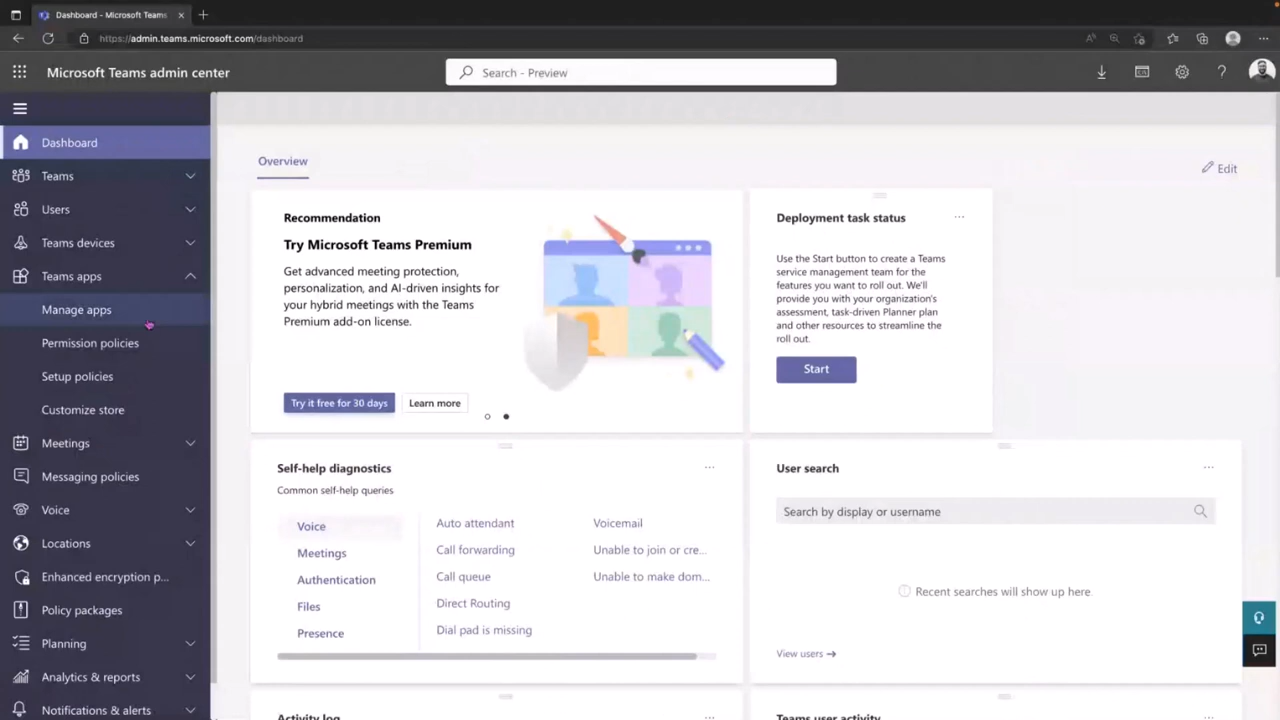 Dashboard - Microsoft Teams
https://admin.teams.microsoft.com/dashboard
Microsoft Teams admin center
Search - Preview
Dashboard
Teams
Users
Teams devices
Teams apps
Manage apps
Permission policies
Setup policies
Customize store
Meetings
Messaging policies
Voice
Locations
Enhanced encryption p...
Policy packages
Planning
Analytics & reports
Notifications & alerts
Overview
Edit
Recommendation
Try Microsoft Teams Premium
Get advanced meeting protection,
personalization, and AI-driven insights for
your hybrid meetings with the Teams
Premium add-on license.
Try it free for 30 days
Learn more
Deployment task status
Use the Start button to create a Teams
service management team for the
features you want to roll out. We'll
provide you with your organization's
assessment, task-driven Planner plan
and other resources to streamline the
roll out.
Start
Self-help diagnostics
Common self-help queries
Voice
Meetings
Authentication
Files
Presence
Auto attendant
Call forwarding
Call queue
Direct Routing
Dial pad is missing
Voicemail
Unable to join or cre...
Unable to make dom...
User search
Search by display or username
Recent searches will show up here.
View users
Activity log
Teams user activity